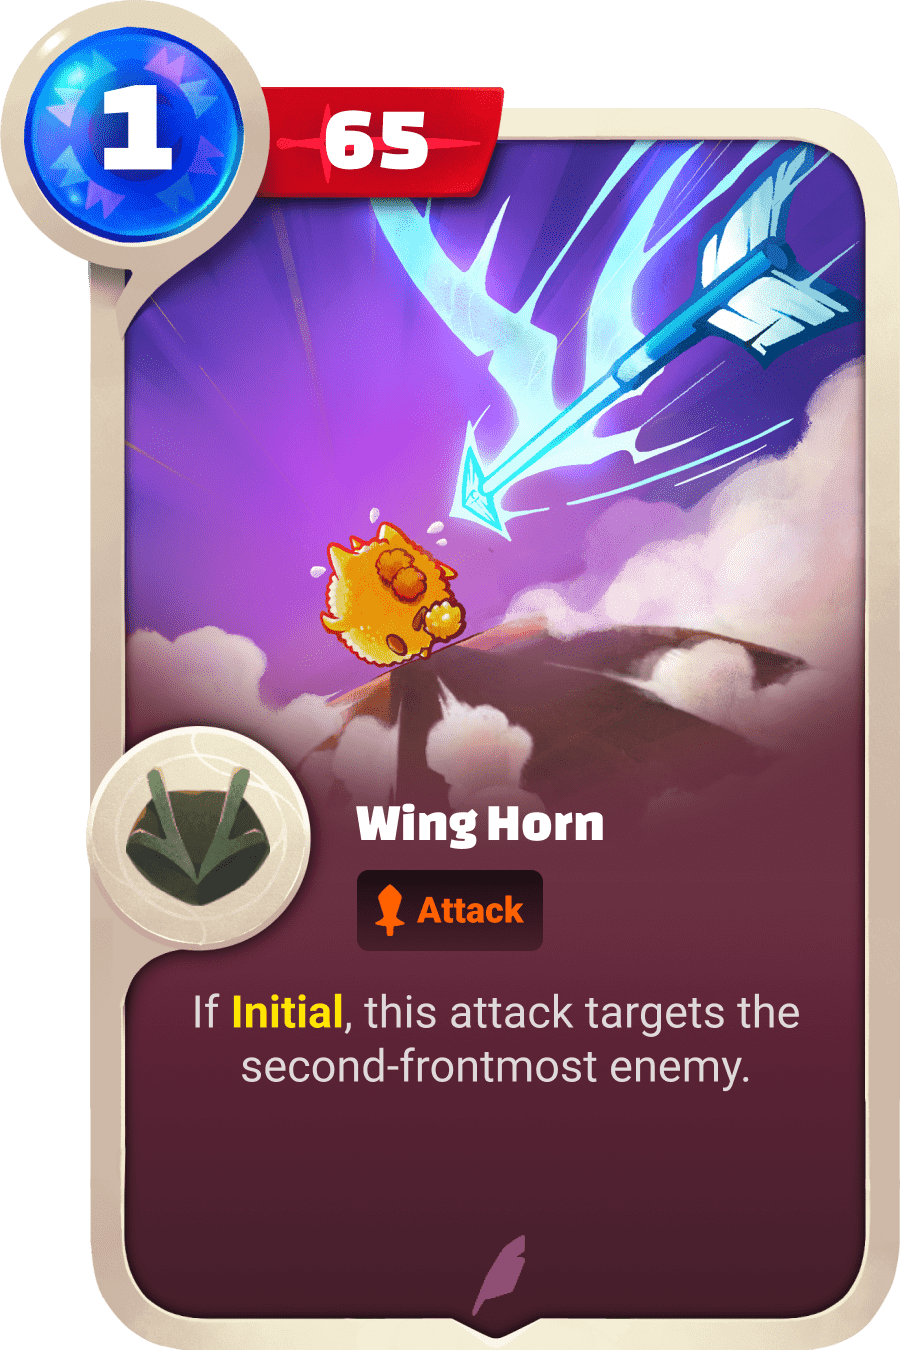 1
65
Wing Horn
Attack
If Initial, this attack targets the
second-frontmost enemy.